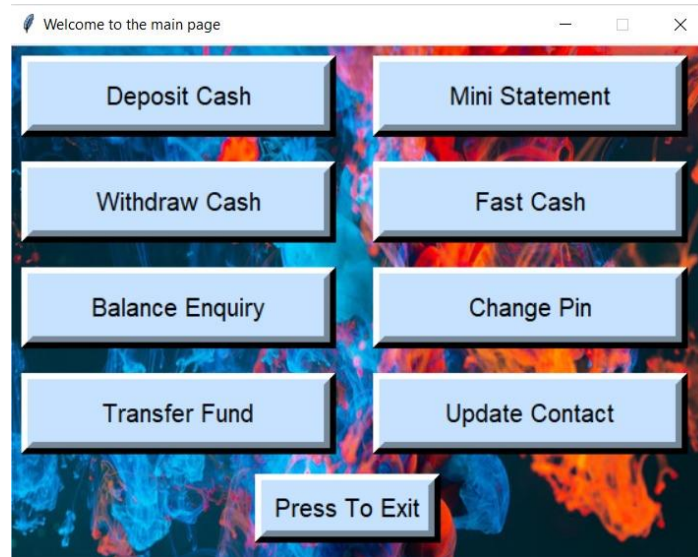 Welcome to the main page
Deposit Cash
Mini Statement
Withdraw Cash
Fast Cash
Balance Enquiry
Change Pin
Transfer Fund
Update Contact
Press To Exit